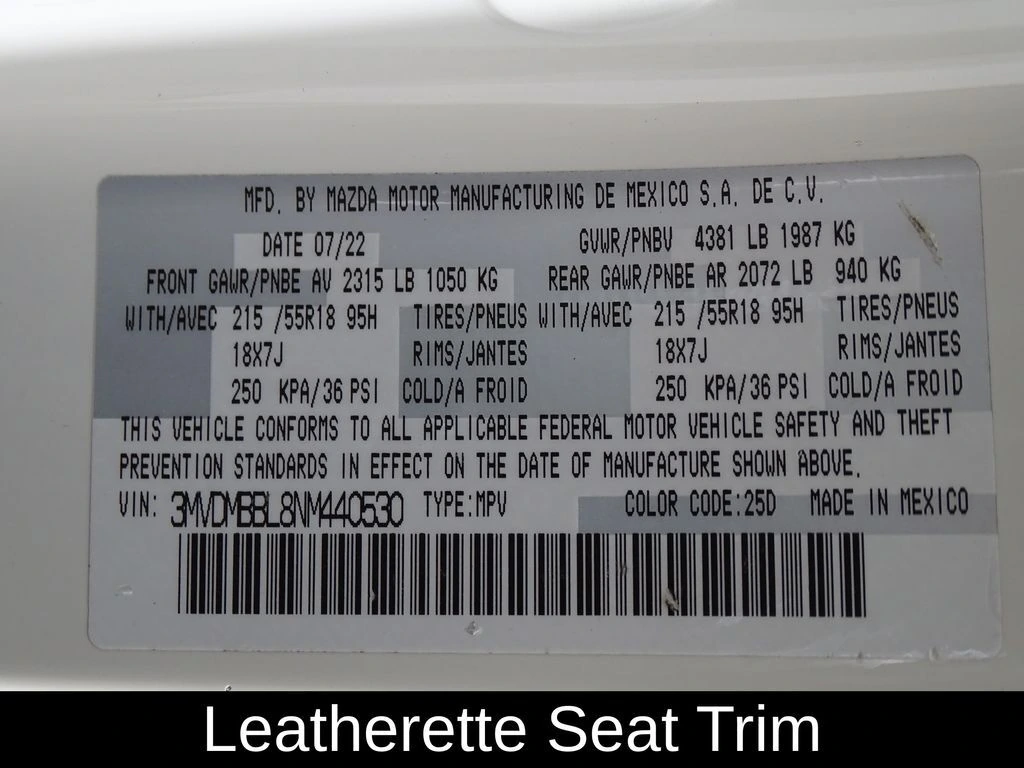 MFD. BY MAZDA MOTOR MANUFACTURING DE MEXICO S.A. DE C.V.
DATE 07/22 GVWR/PNBV 4381 LB 1987 KG
FRONT GAWR/PNBE AV 2315 LB 1050 KG REAR GAWR/PNBE AR 2072 LB 940 KG
WITH/AVEC 215 /55R18 95H TIRES/PNEUS WITH/AVEC 215 /55R18 95H TIRES/PNEUS
18X7J RIMS/JANTES 18X7J RIMS/JANTES
250 KPA/36 PSI COLD/A FROID 250 KPA/36 PSI COLD/A FROID
THIS VEHICLE CONFORMS TO ALL APPLICABLE FEDERAL MOTOR VEHICLE SAFETY AND THEFT
PREVENTION STANDARDS IN EFFECT ON THE DATE OF MANUFACTURE SHOWN ABOVE.
VIN: 3MVDMBBL8NM440530 TYPE:MPV COLOR CODE:25D MADE IN MEXICO
Leatherette Seat Trim